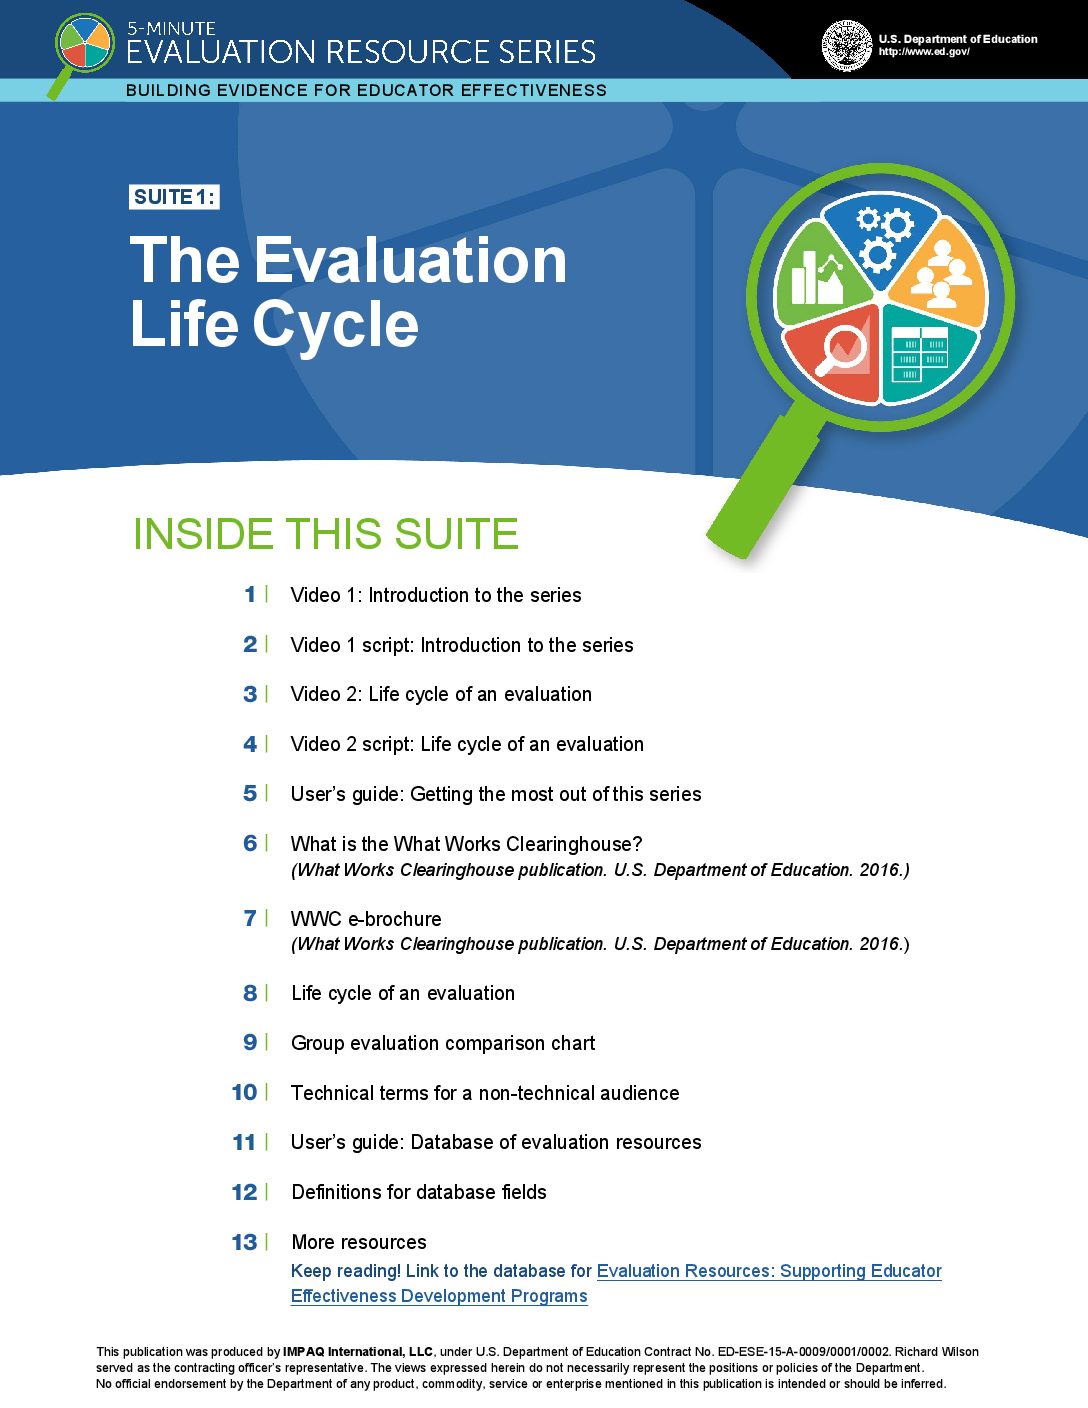 5-MINUTE
EVALUATION RESOURCE SERIES
U.S. Department of Education
http://www.ed.gov/
BUILDING EVIDENCE FOR EDUCATOR EFFECTIVENESS
SUITE 1:
The Evaluation
Life Cycle
INSIDE THIS SUITE
1 | Video 1: Introduction to the series
2 | Video 1 script: Introduction to the series
3 | Video 2: Life cycle of an evaluation
4 | Video 2 script: Life cycle of an evaluation
5 | User’s guide: Getting the most out of this series
6 | What is the What Works Clearinghouse?
(What Works Clearinghouse publication. U.S. Department of Education. 2016.)
7 | WWC e-brochure
(What Works Clearinghouse publication. U.S. Department of Education. 2016.)
8 | Life cycle of an evaluation
9 | Group evaluation comparison chart
10 | Technical terms for a non-technical audience
11 | User’s guide: Database of evaluation resources
12 | Definitions for database fields
13 | More resources
Keep reading! Link to the database for Evaluation Resources: Supporting Educator
Effectiveness Development Programs
This publication was produced by IMPAQ International, LLC, under U.S. Department of Education Contract No. ED-ESE-15-A-0009/0001/0002. Richard Wilson
served as the contracting officer’s representative. The views expressed herein do not necessarily represent the positions or policies of the Department.
No official endorsement by the Department of any product, commodity, service or enterprise mentioned in this publication is intended or should be inferred.